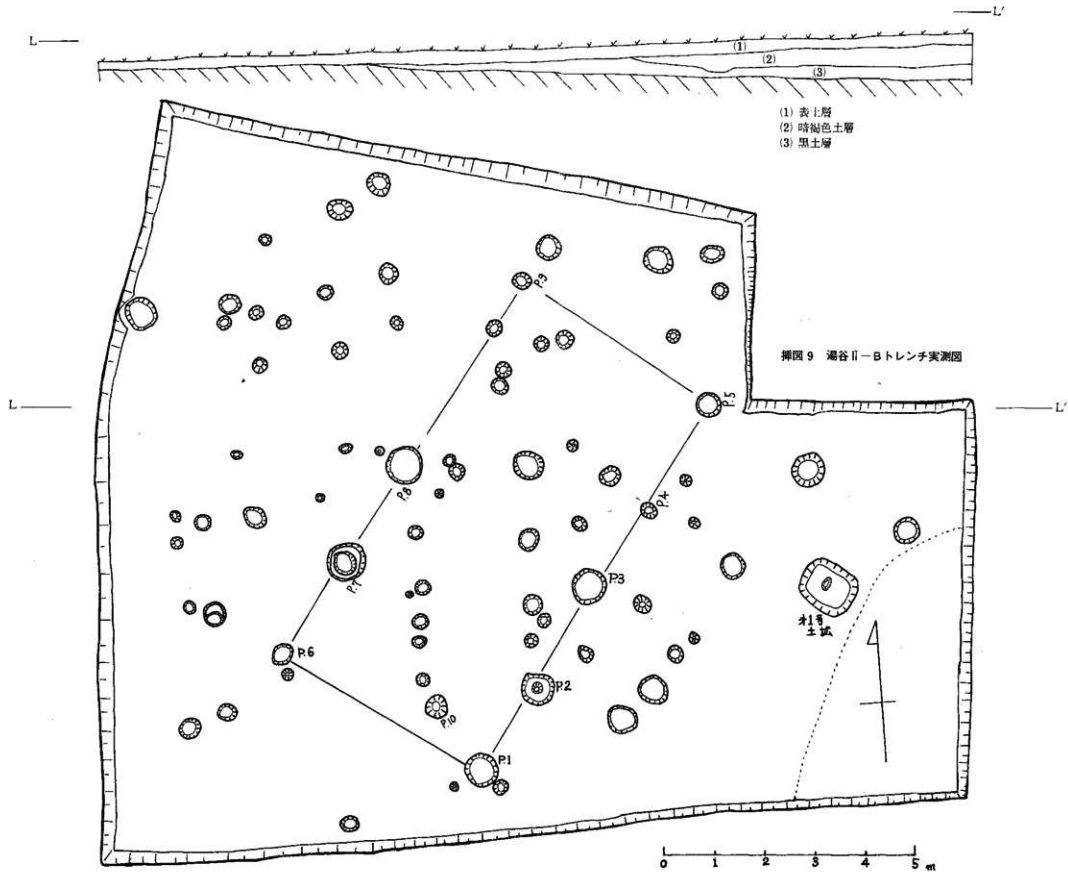 L L'
(1)
(2)
(3)
(1) 表土層
(2) 暗褐色土層
(3) 黒土層
挿図9 湯谷Ⅱ-Bトレンチ実測図
L L'
P.9
P.5
P.8
P.4
P.7
P.3
オ1号
土拡
P.6
P.2
P.10
P.1
0 1 2 3 4 5 m